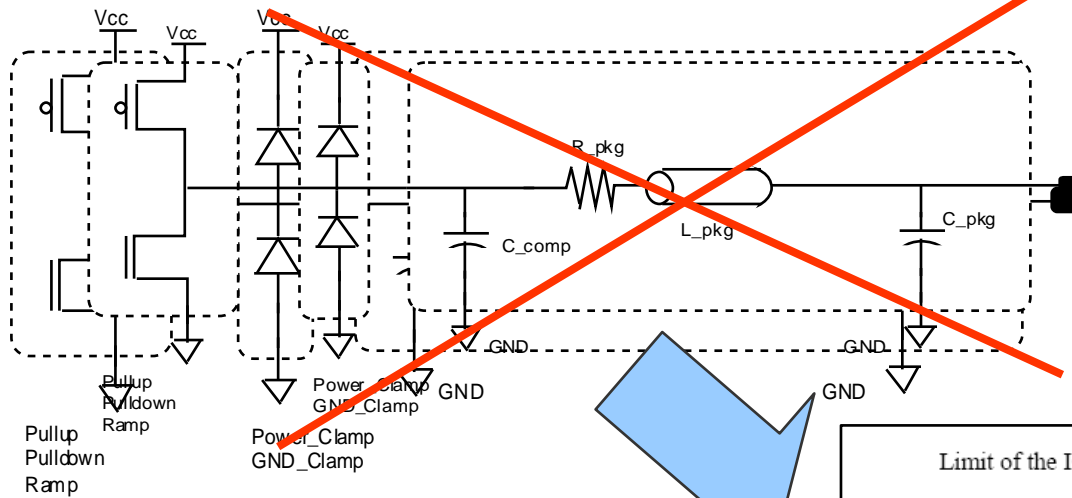 Vcc
Vcc
Vcc
Vcc
R_pkg
L_pkg
C_comp
C_pkg
GND
GND
GND
GND
Pullup
Pulldown
Ramp
Power_Clamp
GND_Clamp
Pullup
Pulldown
Ramp
Power_Clamp
GND_Clamp
Limit of the I